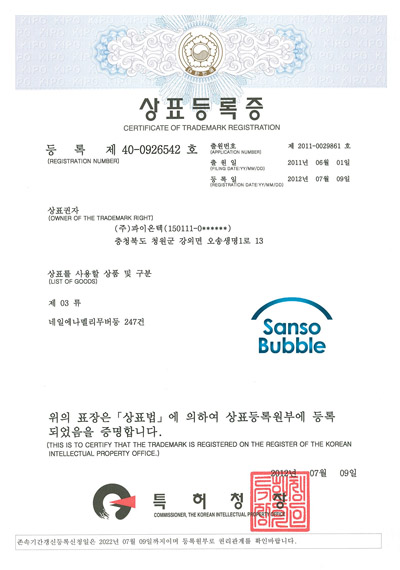 상표등록증
CERTIFICATE OF TRADEMARK REGISTRATION
등 록 제 40-0926542 호
(REGISTRATION NUMBER)
출원번호 제 2011-0029861 호
(APPLICATION NUMBER)
출 원 일 2011년 06월 01일
(FILING DATE:YY/MM/DD)
등 록 일 2012년 07월 09일
(REGISTRATION DATE:YY/MM/DD)
상표권자
(OWNER OF THE TRADEMARK RIGHT)
(주)파이온텍(150111-0******)
충청북도 청원군 강외면 오송생명1로 13
상표를 사용할 상품 및 구분
(LIST OF GOODS)
제 03 류
네일에나멜리무버등 247건
Sanso
Bubble
위의 표장은「상표법」에 의하여 상표등록원부에 등록
되었음을 증명합니다.
(THIS IS TO CERTIFY THAT THE TRADEMARK IS REGISTERED ON THE REGISTER OF THE KOREAN
INTELLECTUAL PROPERTY OFFICE.)
2012년 07월 09일
특허청장
COMMISSIONER, THE KOREAN INTELLECTUAL PROPERTY OFFICE
존속기간갱신등록신청일은 2022년 07월 09일까지이며 등록원부로 권리관계를 확인바랍니다.